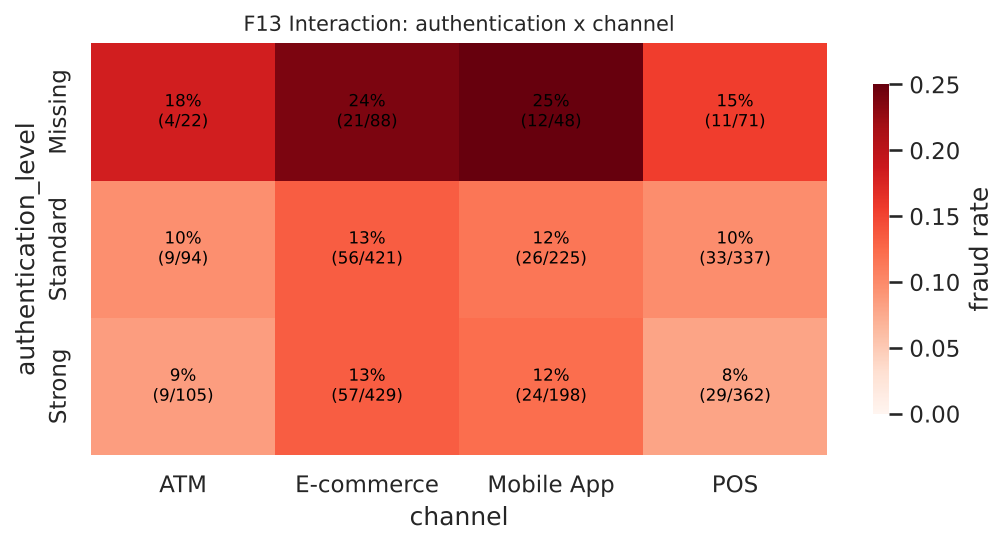 F13 Interaction: authentication x channel
authentication_level
Missing
18%
(4/22)
24%
(21/88)
25%
(12/48)
15%
(11/71)
Standard
10%
(9/94)
13%
(56/421)
12%
(26/225)
10%
(33/337)
Strong
9%
(9/105)
13%
(57/429)
12%
(24/198)
8%
(29/362)
ATM
E-commerce
Mobile App
POS
channel
0.25
0.20
0.15
0.10
0.05
0.00
fraud rate